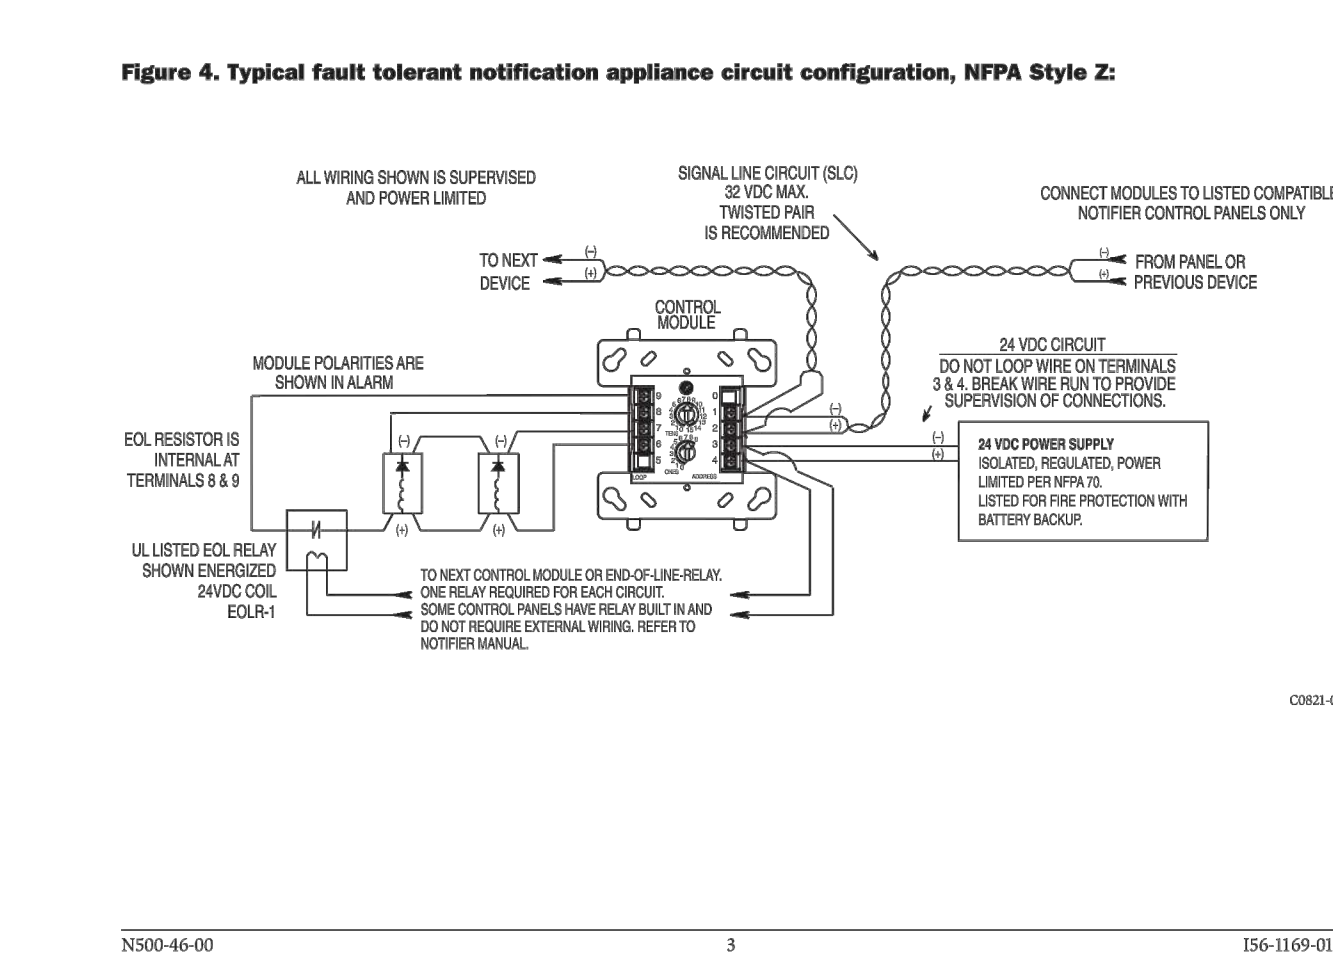 Figure 4. Typical fault tolerant notification appliance circuit configuration, NFPA Style Z:
ALL WIRING SHOWN IS SUPERVISED
AND POWER LIMITED
SIGNAL LINE CIRCUIT (SLC)
32 VDC MAX.
TWISTED PAIR
IS RECOMMENDED
CONNECT MODULES TO LISTED COMPATIBLE
NOTIFIER CONTROL PANELS ONLY
TO NEXT
DEVICE
(-)
(+)
(-)
(+)
FROM PANEL OR
PREVIOUS DEVICE
CONTROL
MODULE
24 VDC CIRCUIT
DO NOT LOOP WIRE ON TERMINALS
3 & 4. BREAK WIRE RUN TO PROVIDE
SUPERVISION OF CONNECTIONS.
MODULE POLARITIES ARE
SHOWN IN ALARM
9
8
7
6
5
0
1
2
3
4
TENS
ONES
LOOP
ADDRESS
(-)
(+)
(-)
(+)
EOL RESISTOR IS
INTERNAL AT
TERMINALS 8 & 9
(-)
(-)
(+)
(+)
24 VDC POWER SUPPLY
ISOLATED, REGULATED, POWER
LIMITED PER NFPA 70.
LISTED FOR FIRE PROTECTION WITH
BATTERY BACKUP.
UL LISTED EOL RELAY
SHOWN ENERGIZED
24VDC COIL
EOLR-1
TO NEXT CONTROL MODULE OR END-OF-LINE-RELAY.
ONE RELAY REQUIRED FOR EACH CIRCUIT.
SOME CONTROL PANELS HAVE RELAY BUILT IN AND
DO NOT REQUIRE EXTERNAL WIRING. REFER TO
NOTIFIER MANUAL.
C0821-0
N500-46-00
3
I56-1169-01